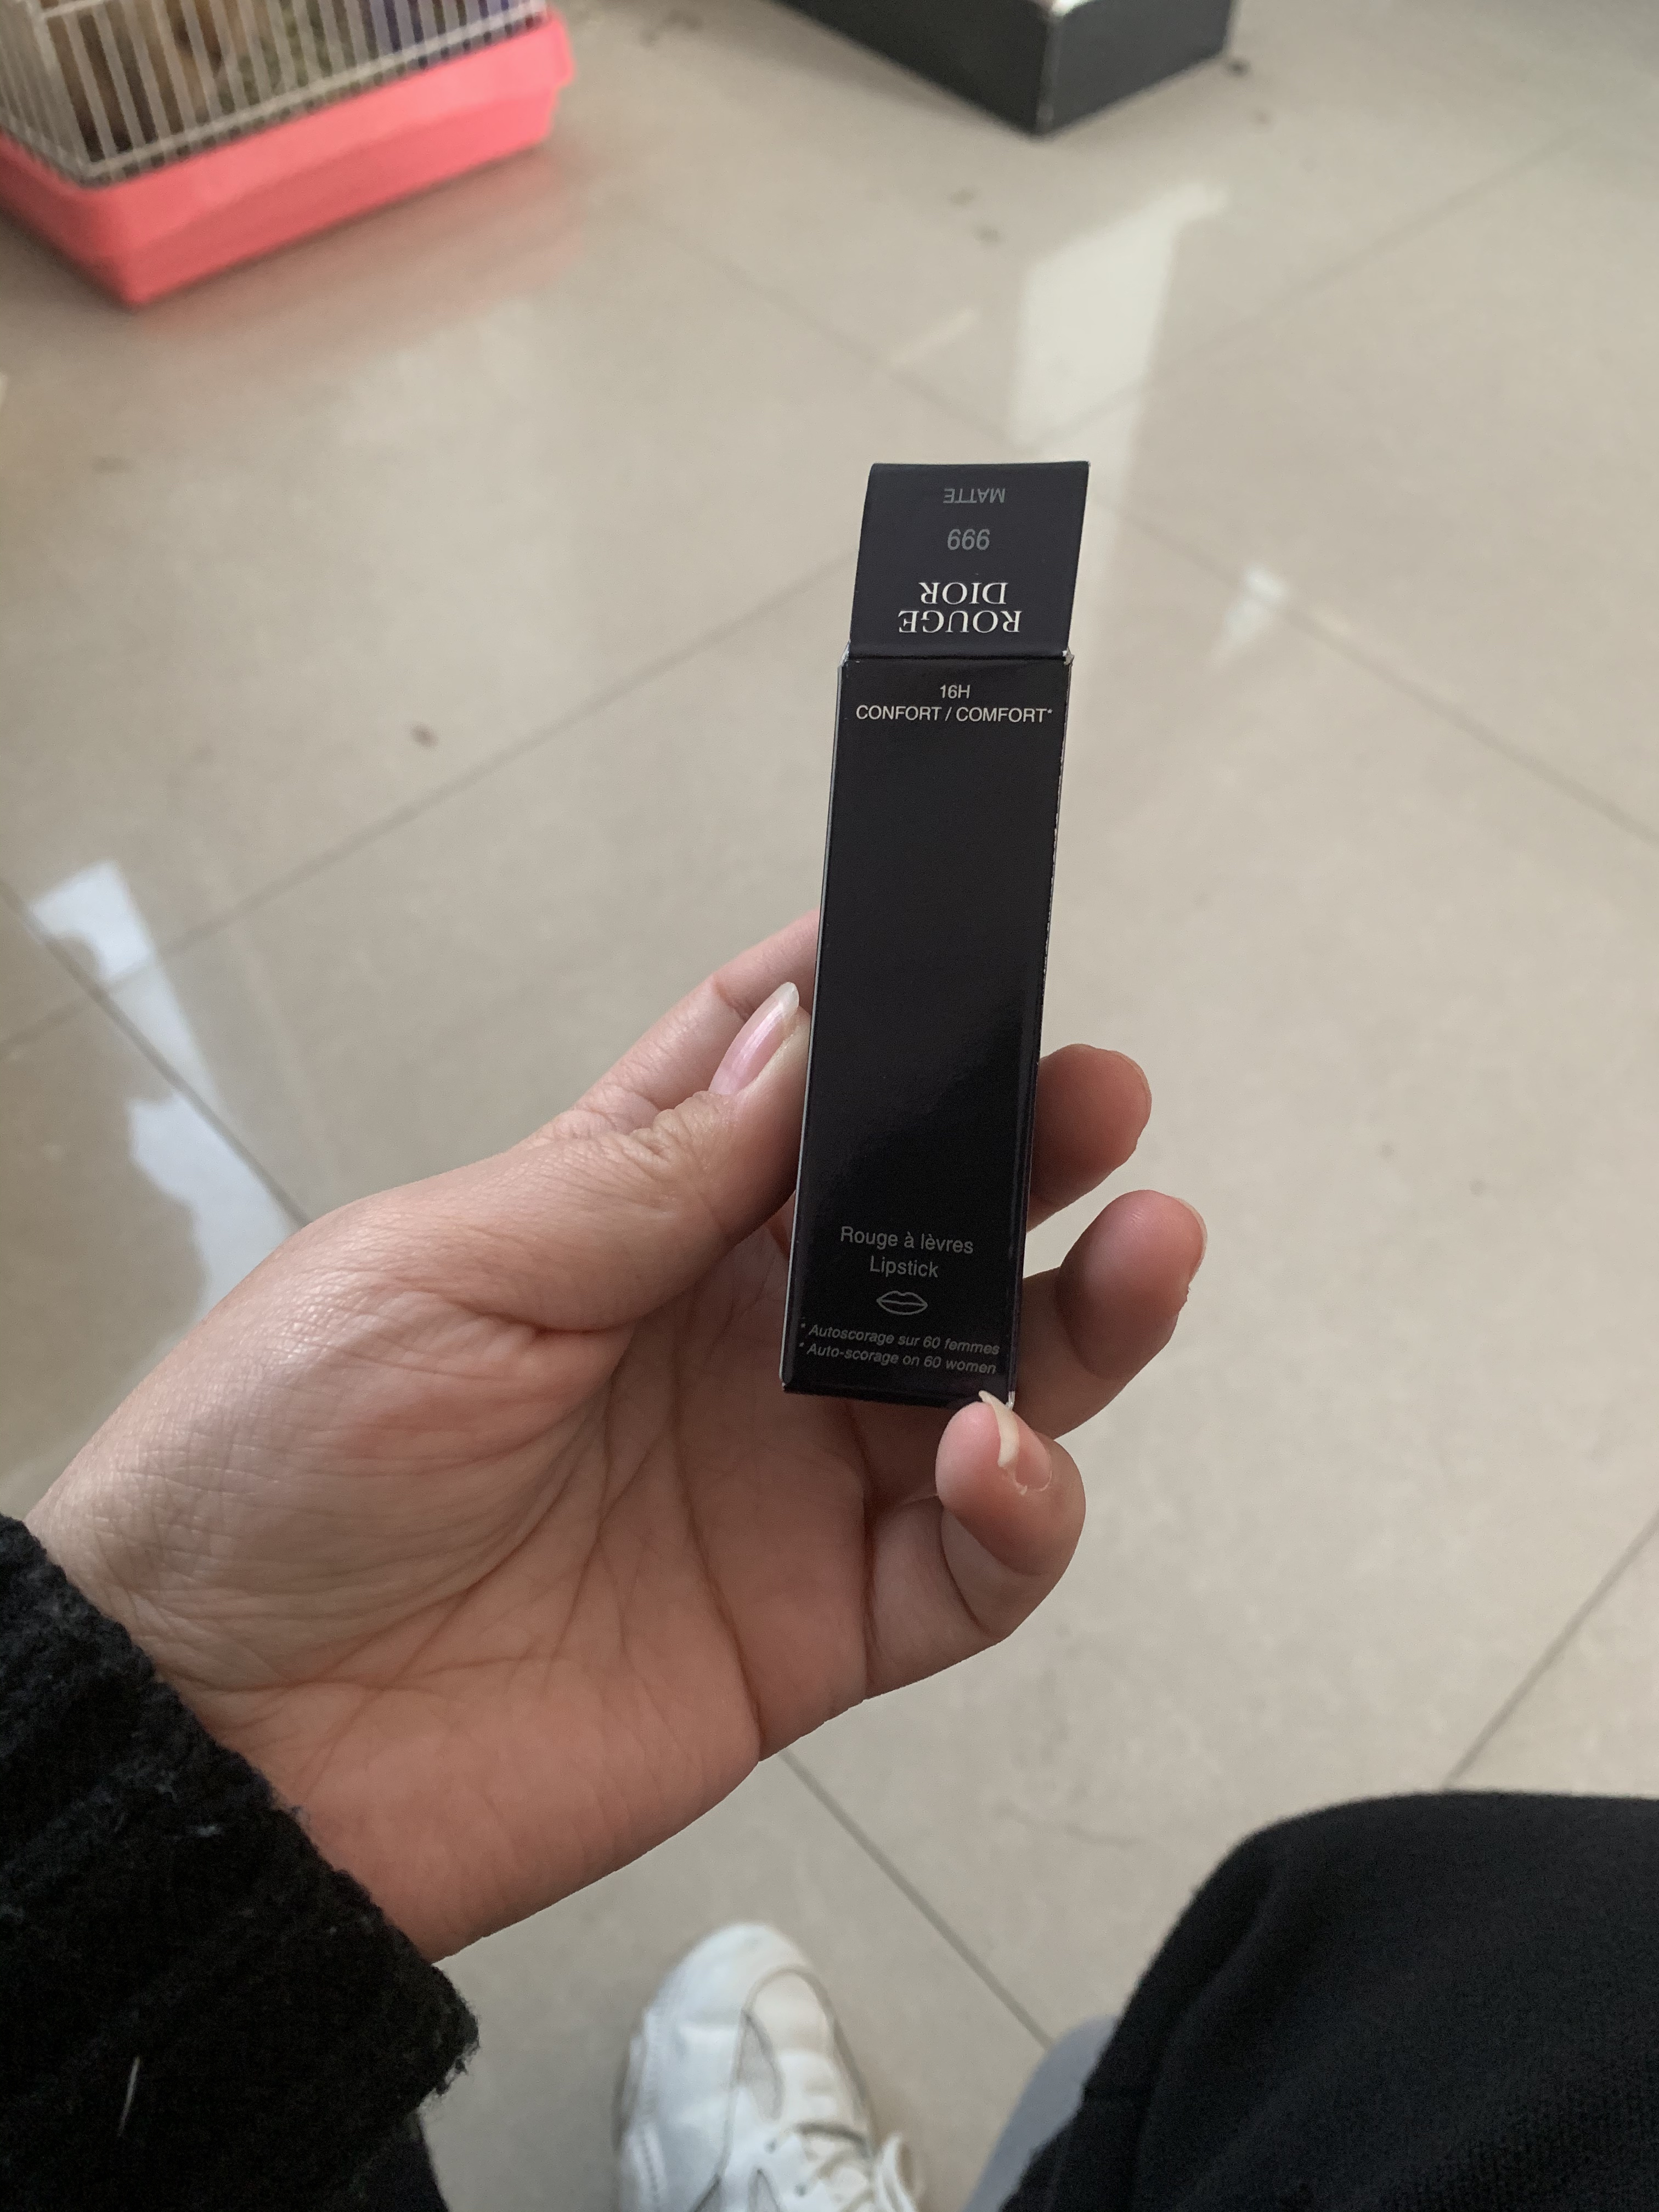 ROUGE
DIOR
999
MATTE
16H
CONFORT / COMFORT*
Rouge à lèvres
Lipstick
* Autoscorage sur 60 femmes
* Auto-scorage on 60 women